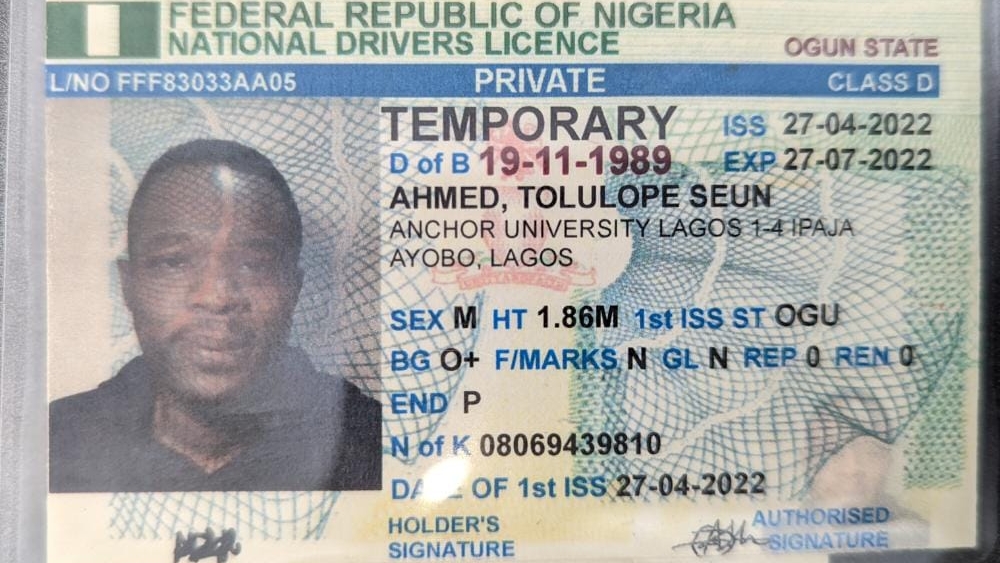 FEDERAL REPUBLIC OF NIGERIA
NATIONAL DRIVERS LICENCE
OGUN STATE
L/NO FFF83033AA05 PRIVATE CLASS D
TEMPORARY ISS 27-04-2022
D of B 19-11-1989 EXP 27-07-2022
AHMED, TOLULOPE SEUN
ANCHOR UNIVERSITY LAGOS 1-4 IPAJA
AYOBO, LAGOS
SEX M HT 1.86M 1st ISS ST OGU
BG O+ F/MARKS N GL N REP 0 REN 0
END P
N of K 08069439810
DATE OF 1st ISS 27-04-2022
HOLDER'S
SIGNATURE
AUTHORISED
SIGNATURE